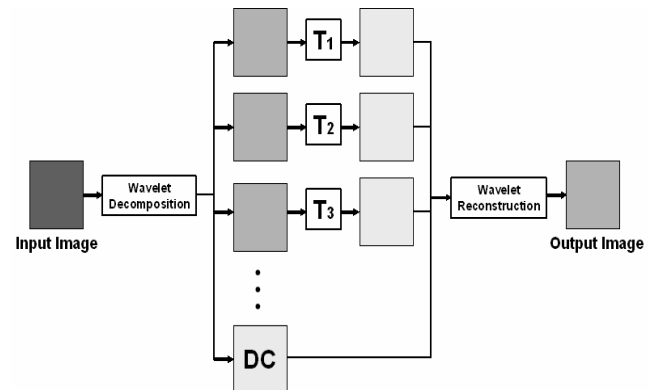 T1
T2
Wavelet
Decomposition
T3
Wavelet
Reconstruction
Input Image
Output Image
DC